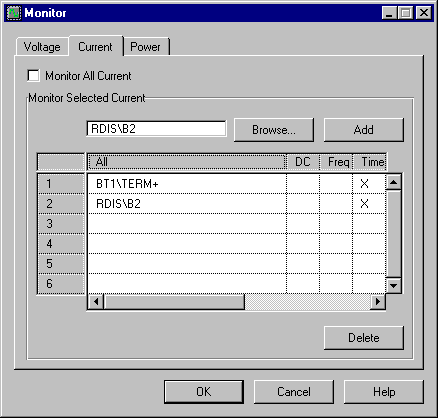 Monitor
Voltage Current Power
Monitor All Current
Monitor Selected Current
RDIS\B2 Browse... Add
All DC Freq Time
1 BT1\TERM+ X
2 RDIS\B2 X
3
4
5
6
Delete
OK Cancel Help